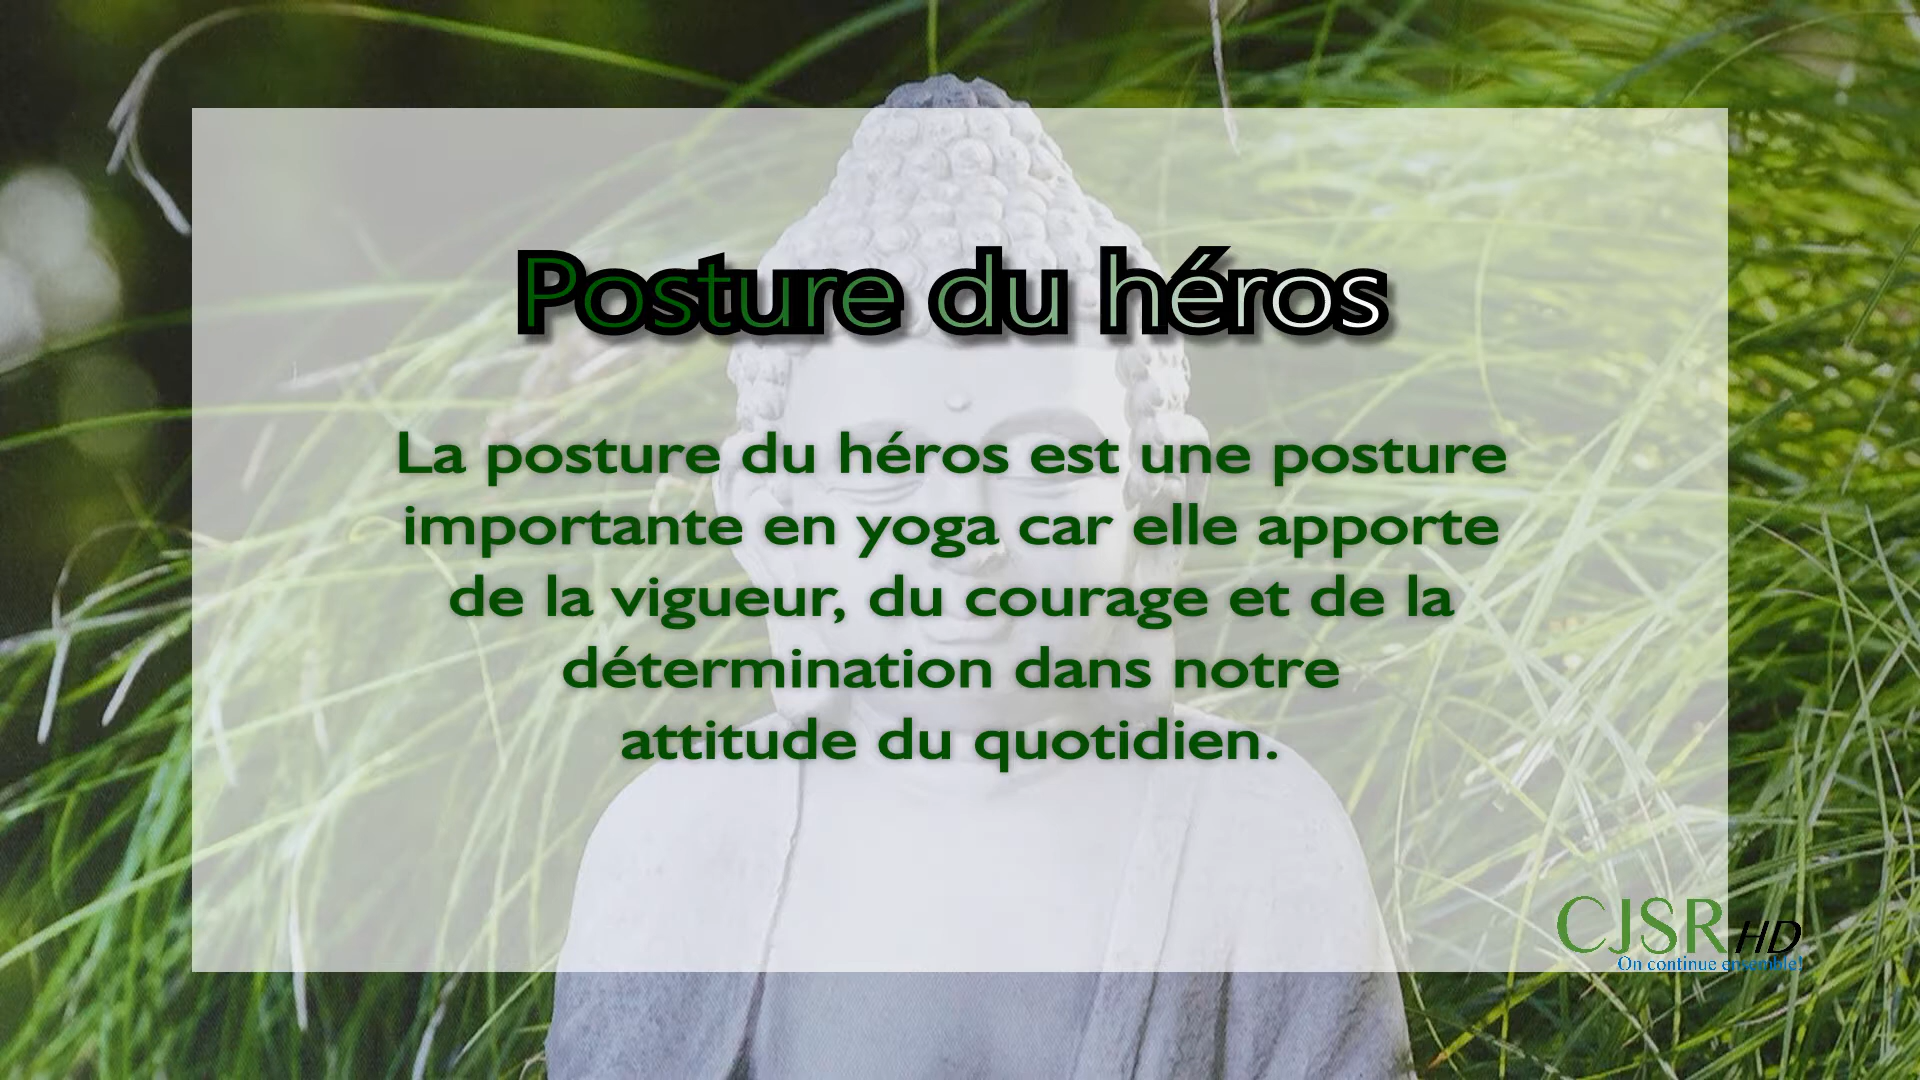 Posture du héros
La posture du héros est une posture
importante en yoga car elle apporte
de la vigueur, du courage et de la
détermination dans notre
attitude du quotidien.
CJSR HD
On continue ensemble!